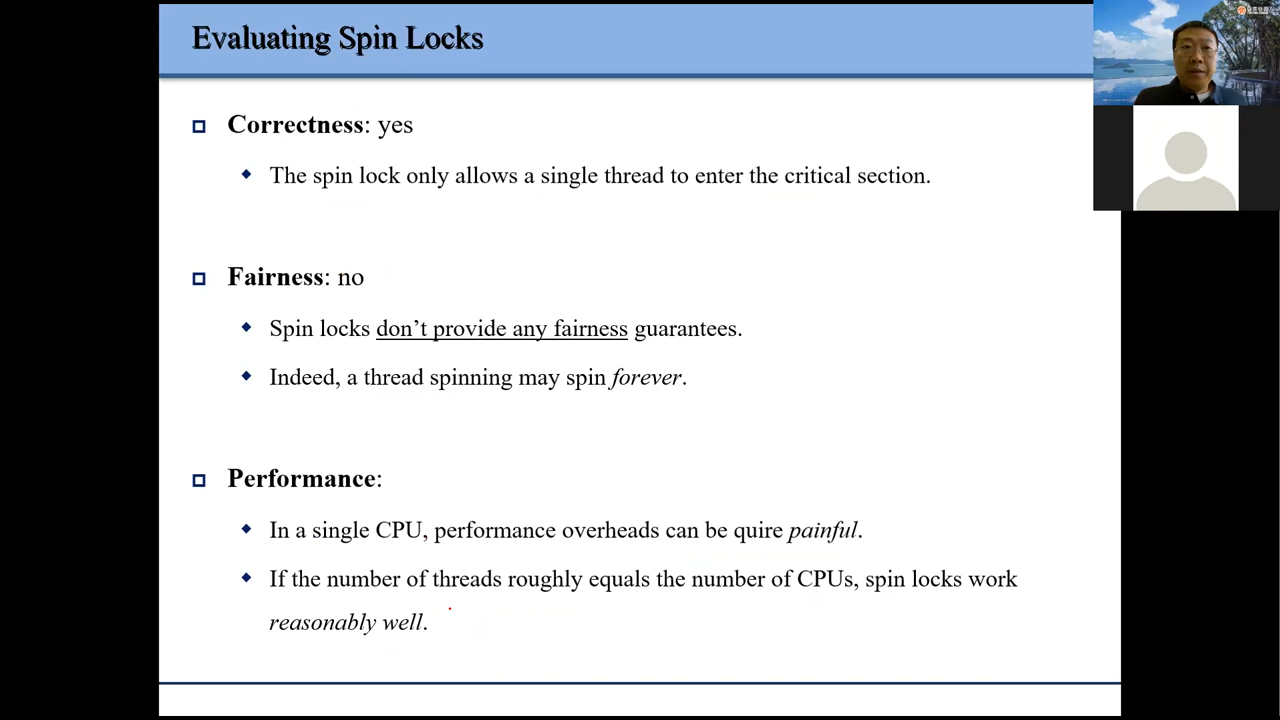 Evaluating Spin Locks
Correctness: yes
The spin lock only allows a single thread to enter the critical section.
Fairness: no
Spin locks don’t provide any fairness guarantees.
Indeed, a thread spinning may spin forever.
Performance:
In a single CPU, performance overheads can be quire painful.
If the number of threads roughly equals the number of CPUs, spin locks work
reasonably well.